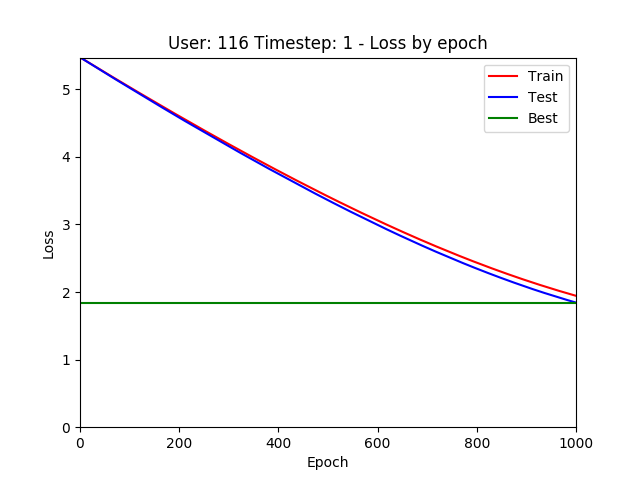 User: 116 Timestep: 1 - Loss by epoch
Train
Test
Best
5
4
3
2
1
0
Loss
0 200 400 600 800 1000
Epoch